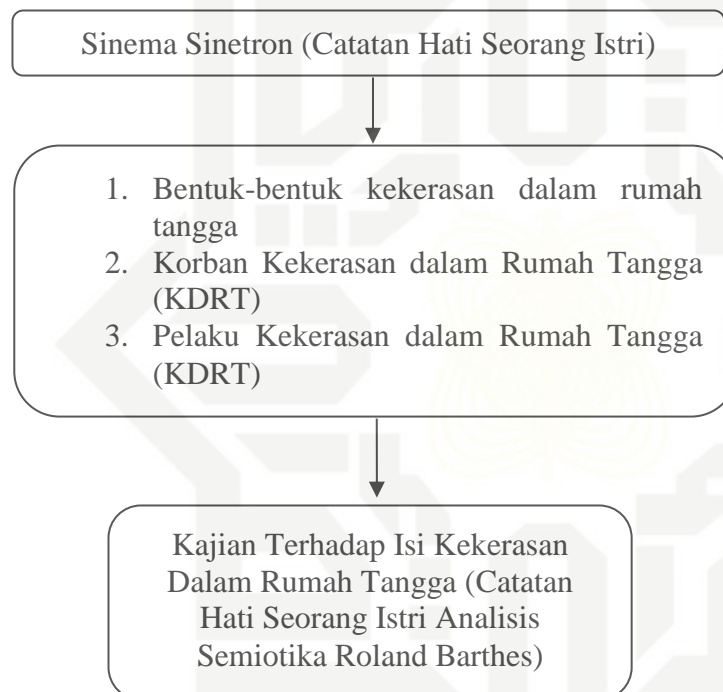 Sinema Sinetron (Catatan Hati Seorang Istri)
1. Bentuk-bentuk kekerasan dalam rumah
tangga
2. Korban Kekerasan dalam Rumah Tangga
(KDRT)
3. Pelaku Kekerasan dalam Rumah Tangga
(KDRT)
Kajian Terhadap Isi Kekerasan
Dalam Rumah Tangga (Catatan
Hati Seorang Istri Analisis
Semiotika Roland Barthes)